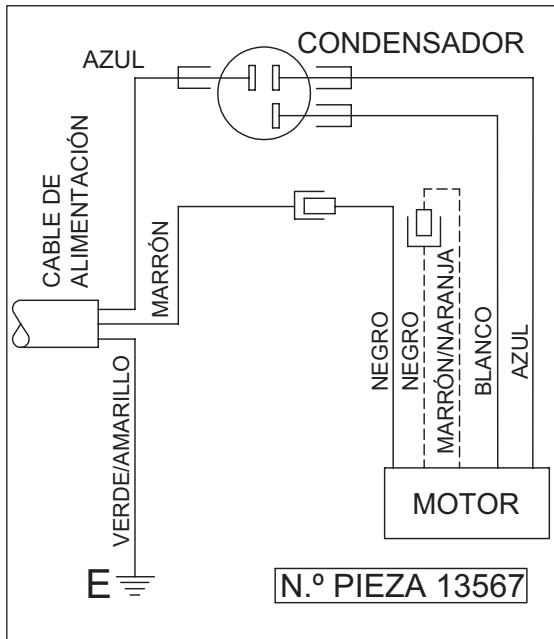 CONDENSADOR
AZUL
CABLE DE
ALIMENTACIÓN
MARRÓN
VERDE/AMARILLO
NEGRO
NEGRO
MARRÓN/NARANJA
BLANCO
AZUL
MOTOR
E
N.º PIEZA 13567